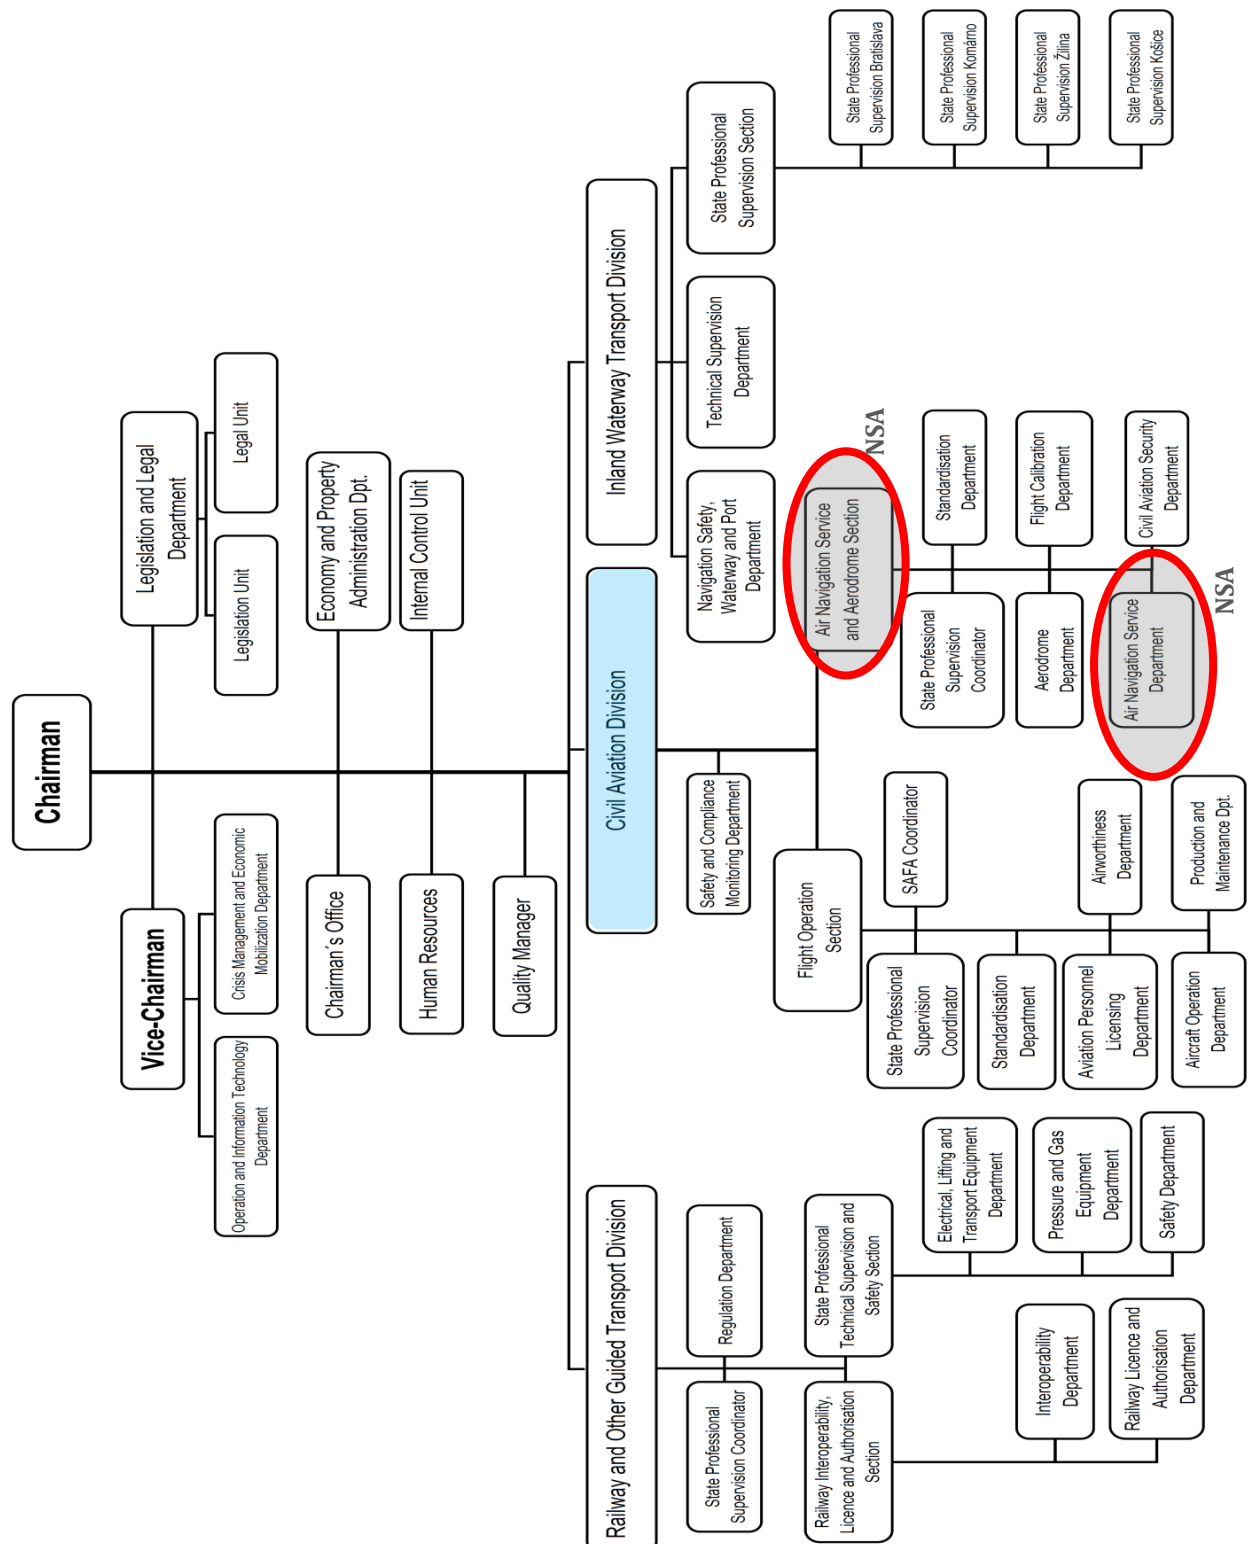 Chairman
Vice-Chairman
Legislation and Legal
Department
Operation and Information Technology
Department
Crisis Management and Economic
Mobilization Department
Legislation Unit
Legal Unit
Chairman´s Office
Economy and Property
Administration Dpt.
Human Resources
Internal Control Unit
Quality Manager
Railway and Other Guided Transport Division
Civil Aviation Division
Inland Waterway Transport Division
State Professional
Supervision Coordinator
Regulation Department
Railway Interoperability,
Licence and Authorisation
Section
State Professional
Technical Supervision and
Safety Section
Interoperability
Department
Railway Licence and
Authorisation
Department
Electrical, Lifting and
Transport Equipment
Department
Pressure and Gas
Equipment
Department
Safety Department
Safety and Compliance
Monitoring Department
Flight Operation
Section
State Professional
Supervision
Coordinator
SAFA Coordinator
Standardisation
Department
Aviation Personnel
Licensing
Department
Airworthiness
Department
Aircraft Operation
Department
Production and
Maintenance Dpt.
Air Navigation Service
and Aerodrome Section
NSA
State Professional
Supervision
Coordinator
Standardisation
Department
Aerodrome
Department
Flight Calibration
Department
Air Navigation Service
Department
NSA
Civil Aviation Security
Department
Navigation Safety,
Waterway and Port
Department
Technical Supervision
Department
State Professional
Supervision Section
State Professional
Supervision Bratislava
State Professional
Supervision Komárno
State Professional
Supervision Žilina
State Professional
Supervision Košice